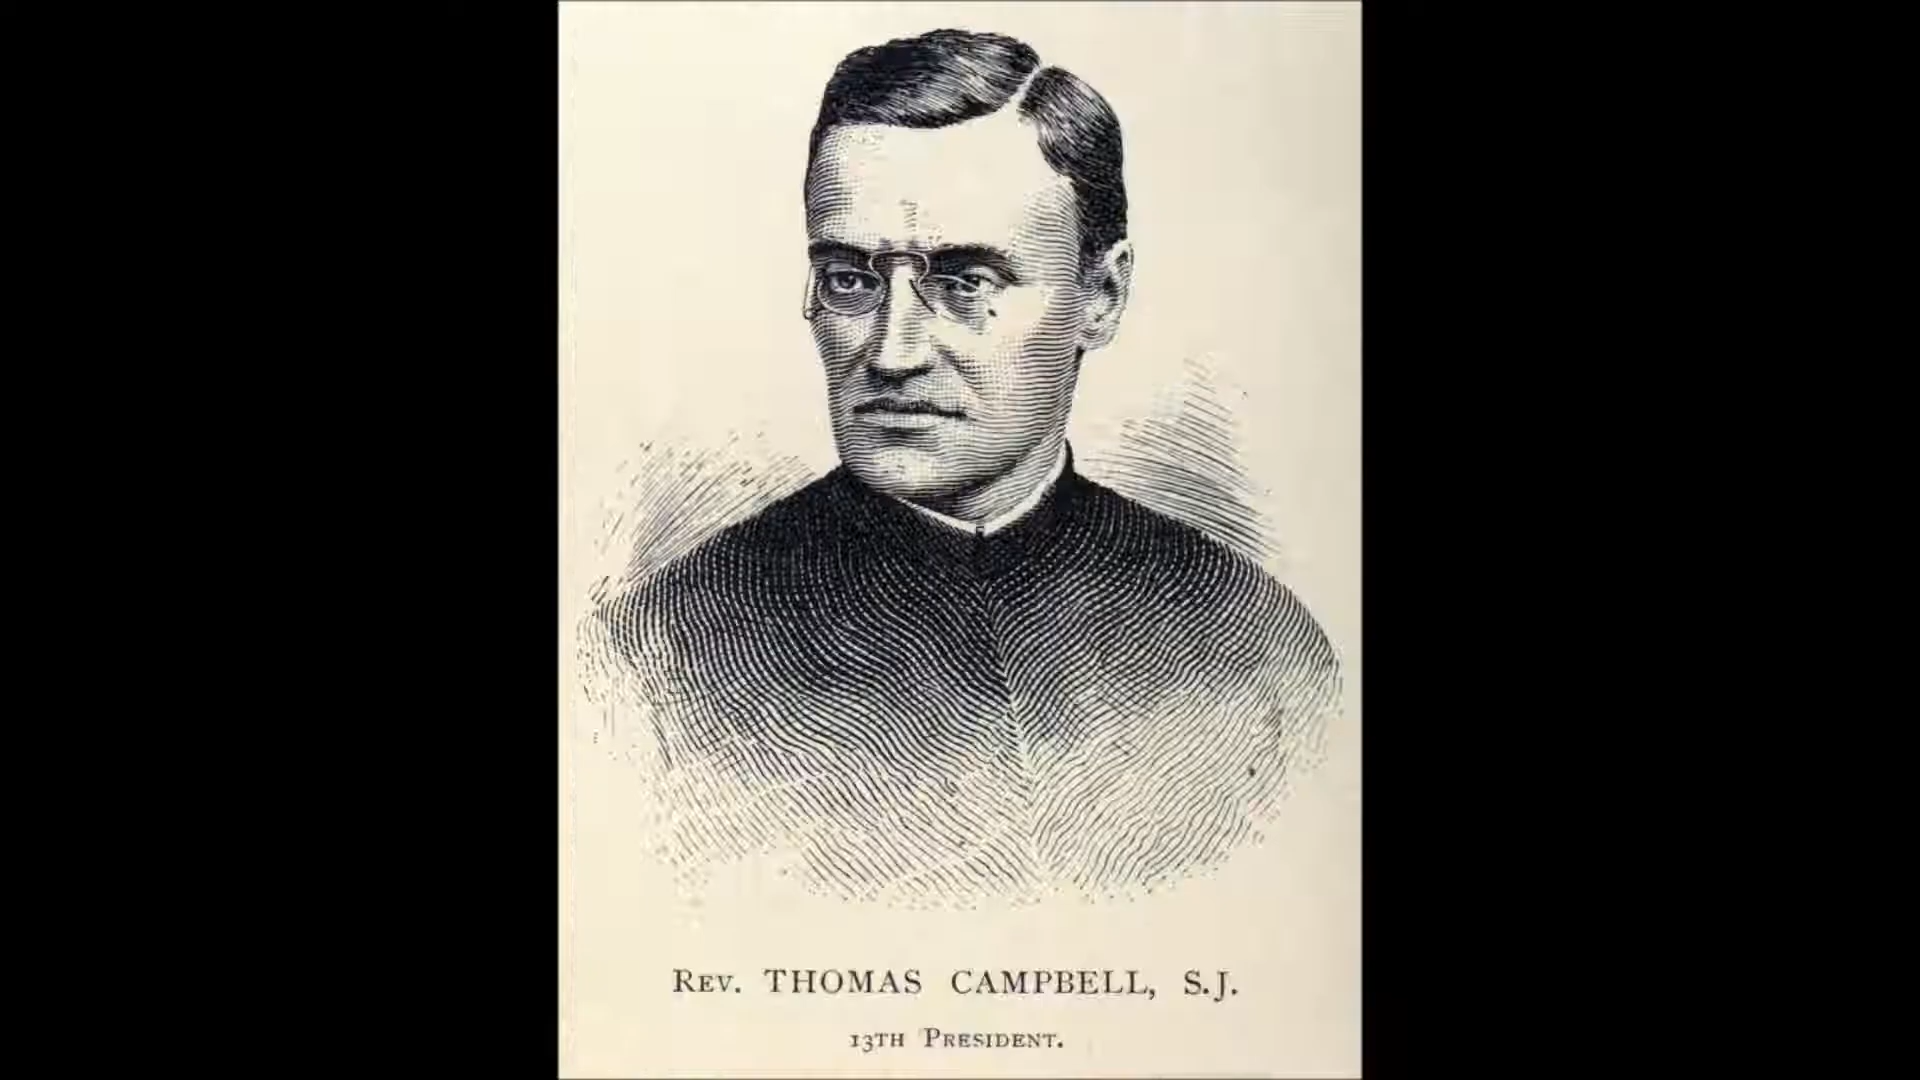 Rev. THOMAS CAMPBELL, S.J.
13TH PRESIDENT.